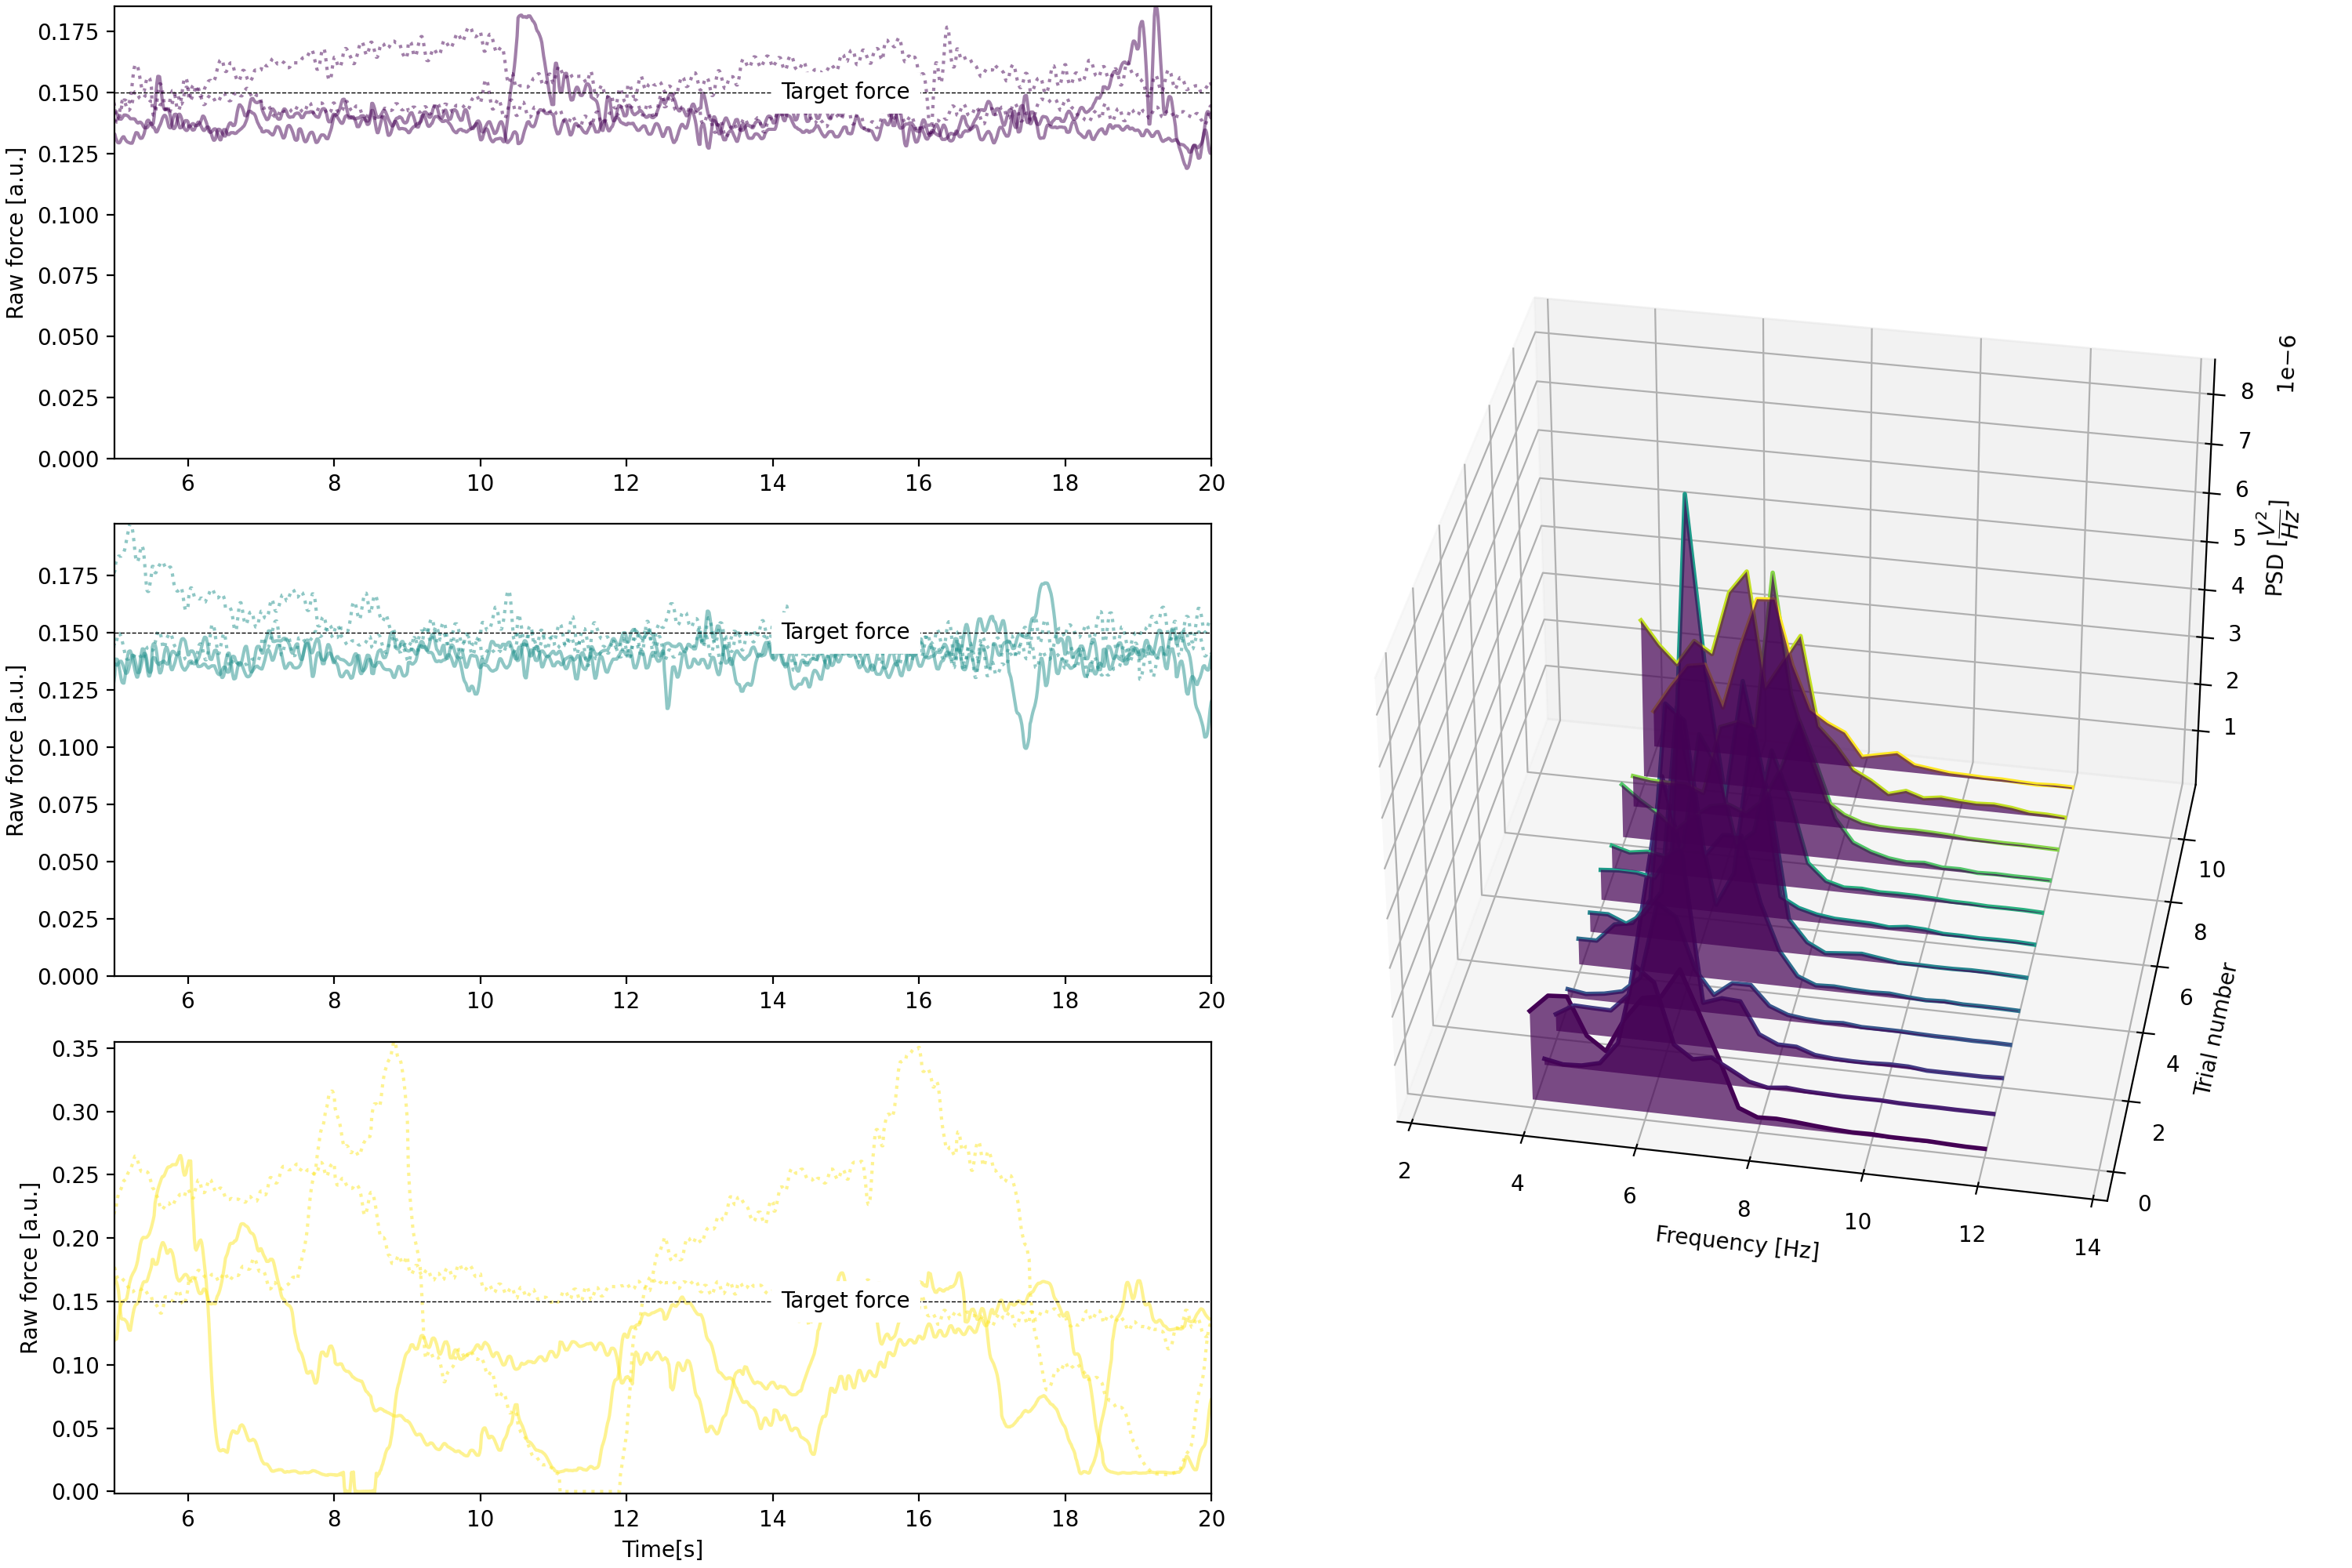 0.175
0.150
0.125
0.100
0.075
0.050
0.025
0.000
Raw force [a.u.]
Target force
6 8 10 12 14 16 18 20
0.175
0.150
0.125
0.100
0.075
0.050
0.025
0.000
Raw force [a.u.]
Target force
6 8 10 12 14 16 18 20
0.35
0.30
0.25
0.20
0.15
0.10
0.05
0.00
Raw force [a.u.]
Target force
6 8 10 12 14 16 18 20
Time[s]
1e−6
8
7
6
5
4
3
2
1
PSD [V²/Hz]
10
8
6
4
2
0
Trial number
2 4 6 8 10 12 14
Frequency [Hz]